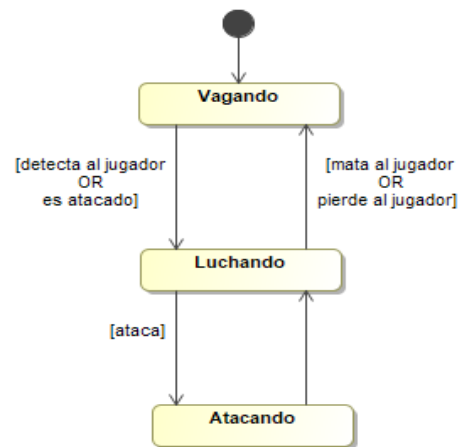 Vagando
[detecta al jugador
OR
es atacado]
[mata al jugador
OR
pierde al jugador]
Luchando
[ataca]
Atacando